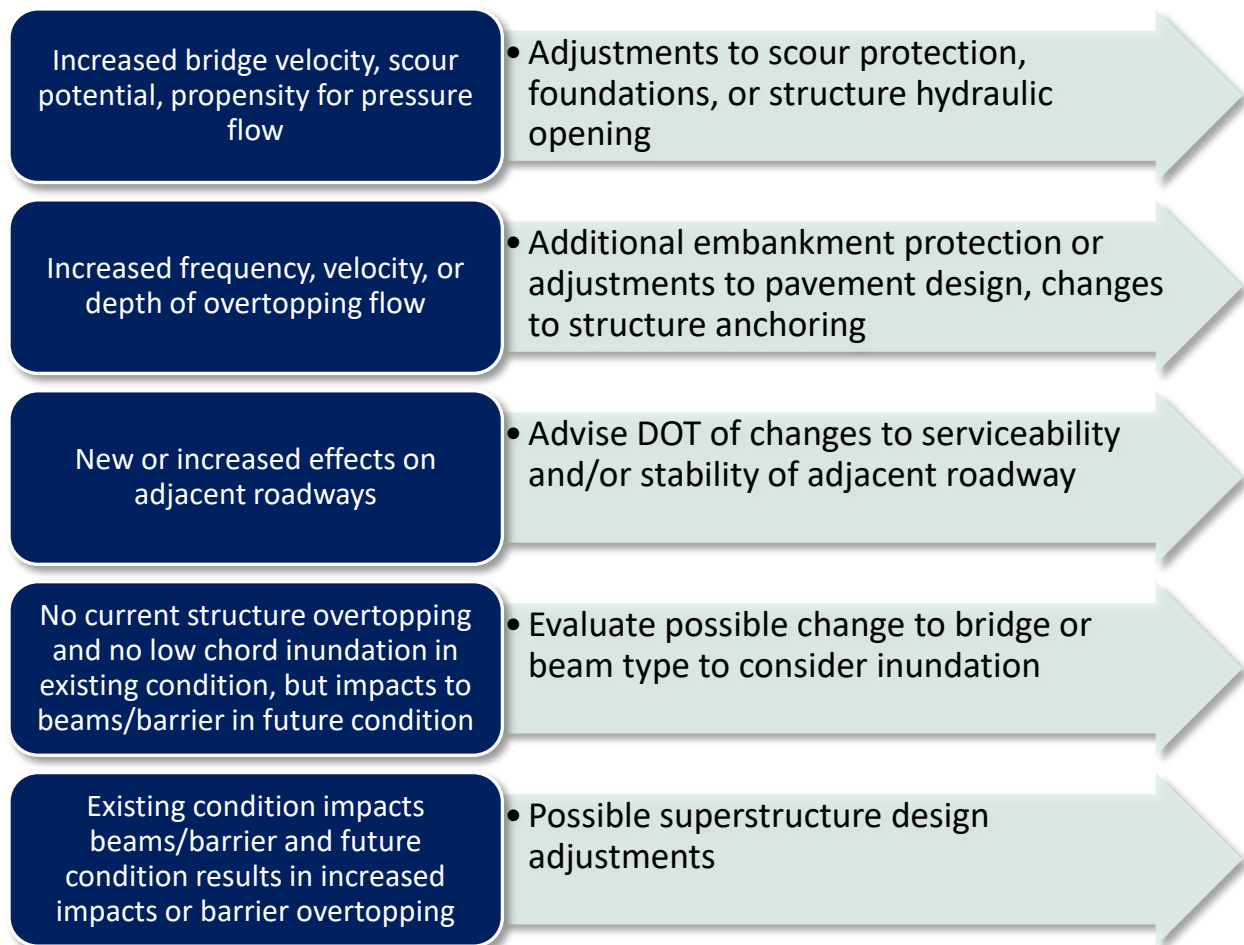 Increased bridge velocity, scour
potential, propensity for pressure
flow
• Adjustments to scour protection,
foundations, or structure hydraulic
opening
Increased frequency, velocity, or
depth of overtopping flow
• Additional embankment protection or
adjustments to pavement design, changes
to structure anchoring
New or increased effects on
adjacent roadways
• Advise DOT of changes to serviceability
and/or stability of adjacent roadway
No current structure overtopping
and no low chord inundation in
existing condition, but impacts to
beams/barrier in future condition
• Evaluate possible change to bridge or
beam type to consider inundation
Existing condition impacts
beams/barrier and future
condition results in increased
impacts or barrier overtopping
• Possible superstructure design
adjustments